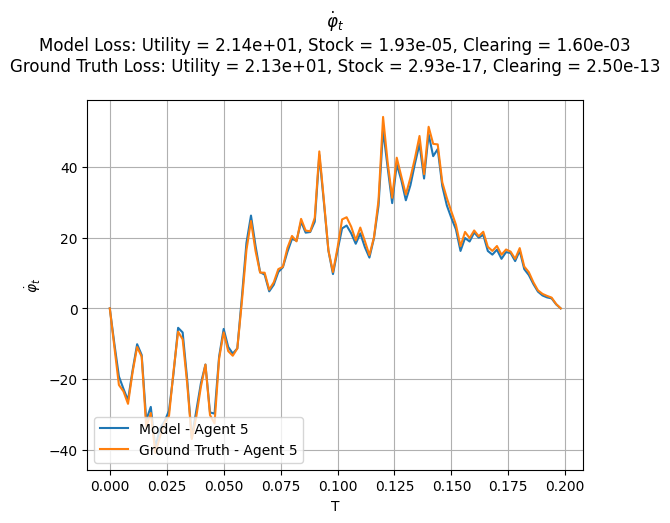 φ̇ₜ
Model Loss: Utility = 2.14e+01, Stock = 1.93e-05, Clearing = 1.60e-03
Ground Truth Loss: Utility = 2.13e+01, Stock = 2.93e-17, Clearing = 2.50e-13
40
20
0
−20
−40
φ̇ₜ
Model - Agent 5
Ground Truth - Agent 5
0.000 0.025 0.050 0.075 0.100 0.125 0.150 0.175 0.200
T